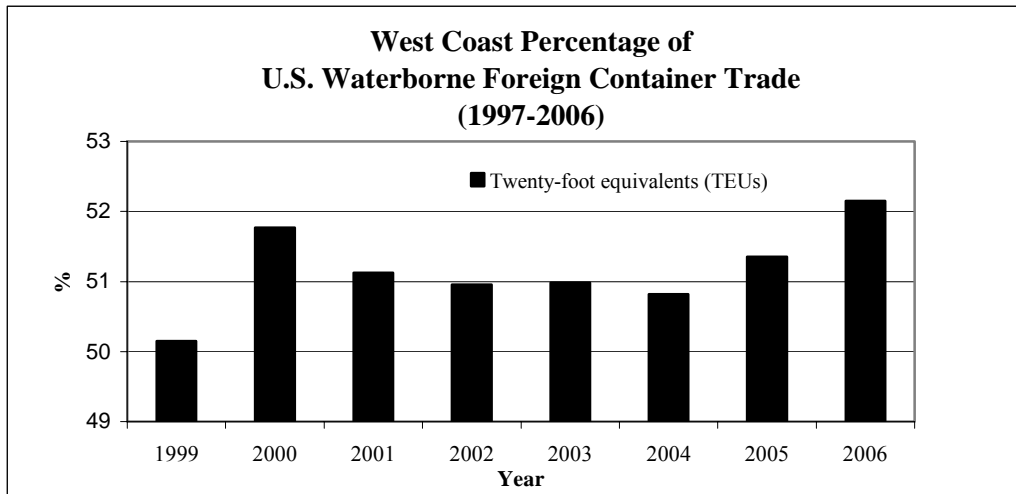 West Coast Percentage of
U.S. Waterborne Foreign Container Trade
(1997-2006)
53
Twenty-foot equivalents (TEUs)
52
%
51
50
49
1999 2000 2001 2002 2003 2004 2005 2006
Year